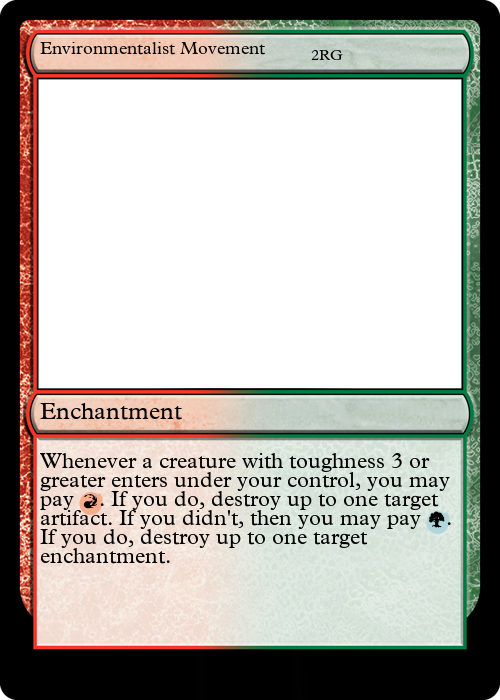 Environmentalist Movement
2RG
Enchantment
Whenever a creature with toughness 3 or
greater enters under your control, you may
pay . If you do, destroy up to one target
artifact. If you didn't, then you may pay .
If you do, destroy up to one target
enchantment.